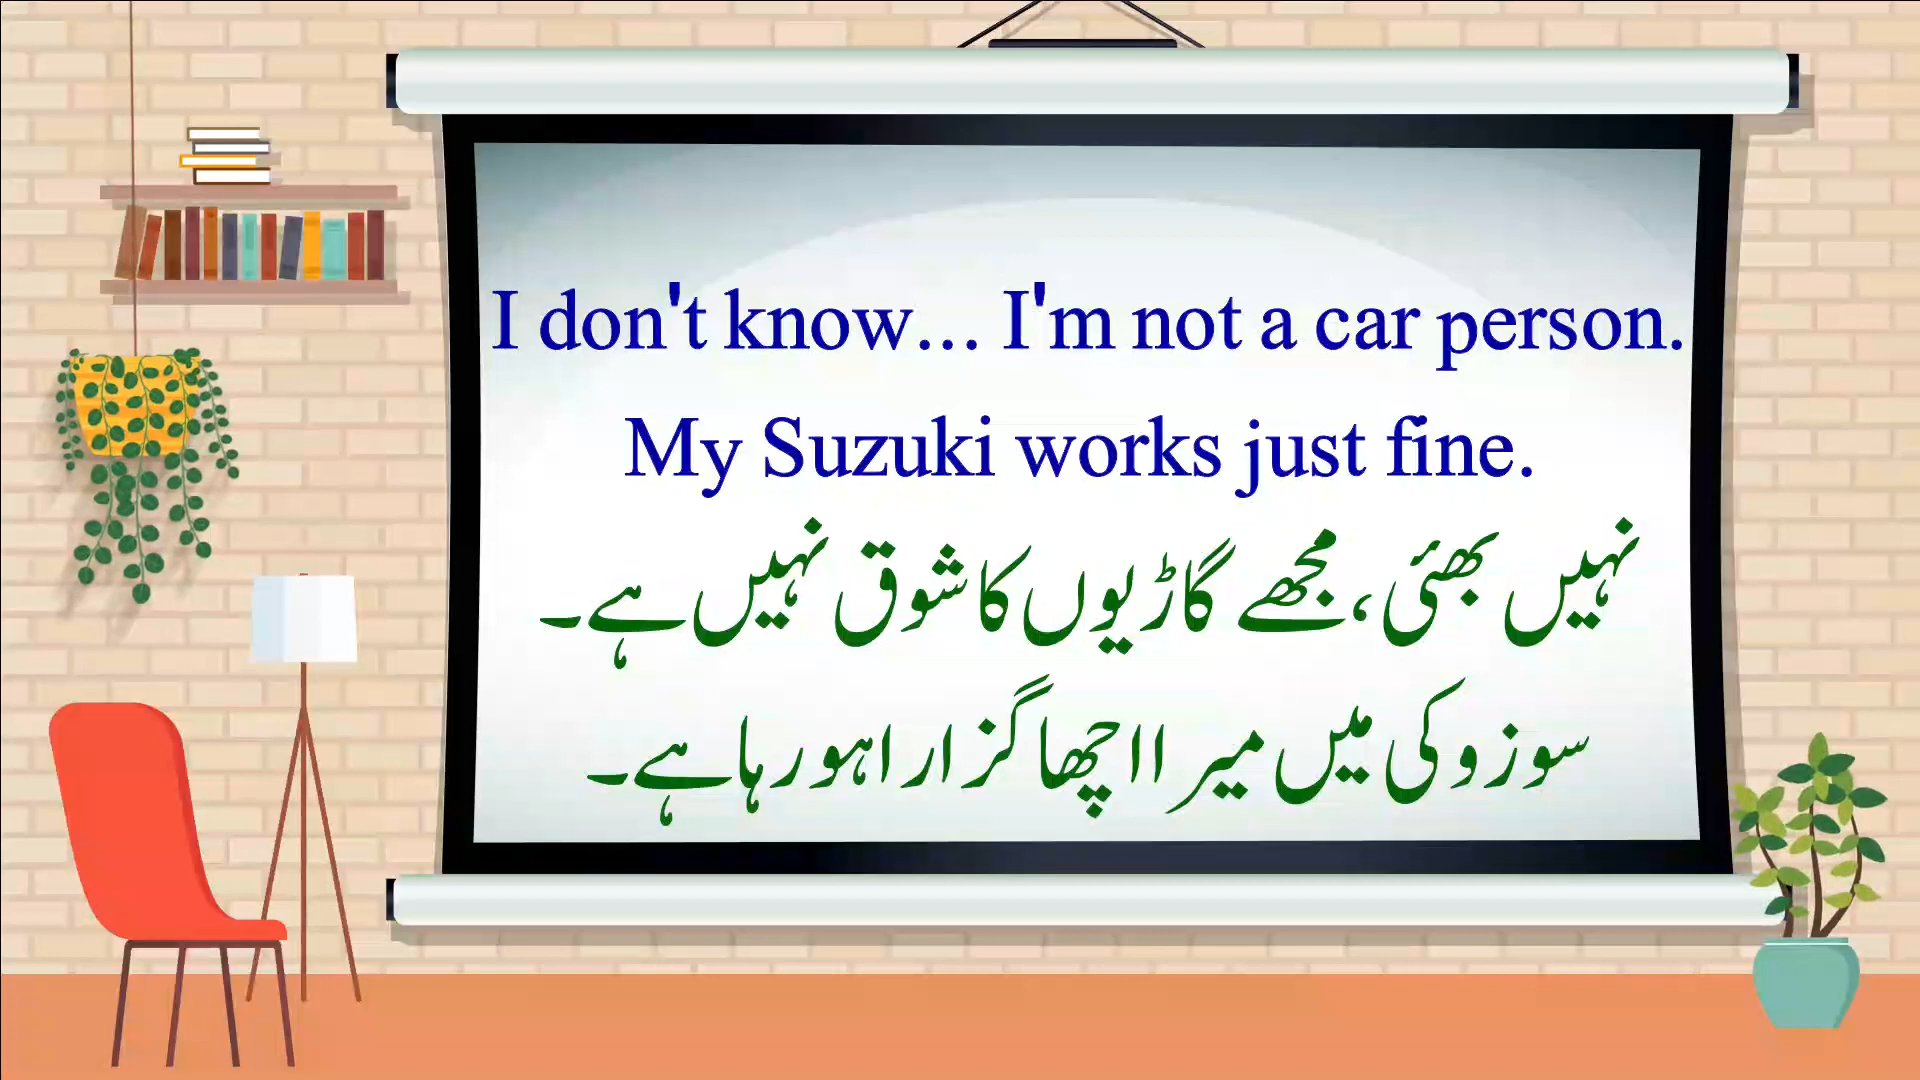 I don't know... I'm not a car person.
My Suzuki works just fine.
نہیں بھئی، مجھے گاڑیوں کا شوق نہیں ہے۔
سوزوکی میں میرا اچھا گزارا ہو رہا ہے۔